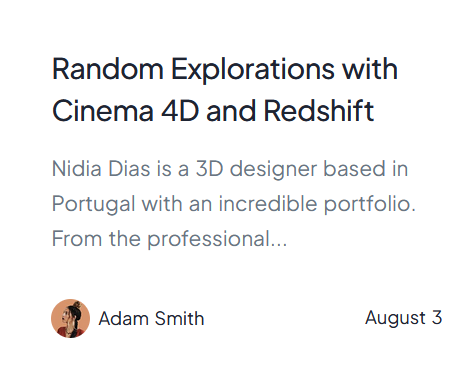 Random Explorations with
Cinema 4D and Redshift
Nidia Dias is a 3D designer based in
Portugal with an incredible portfolio.
From the professional...
Adam Smith
August 3